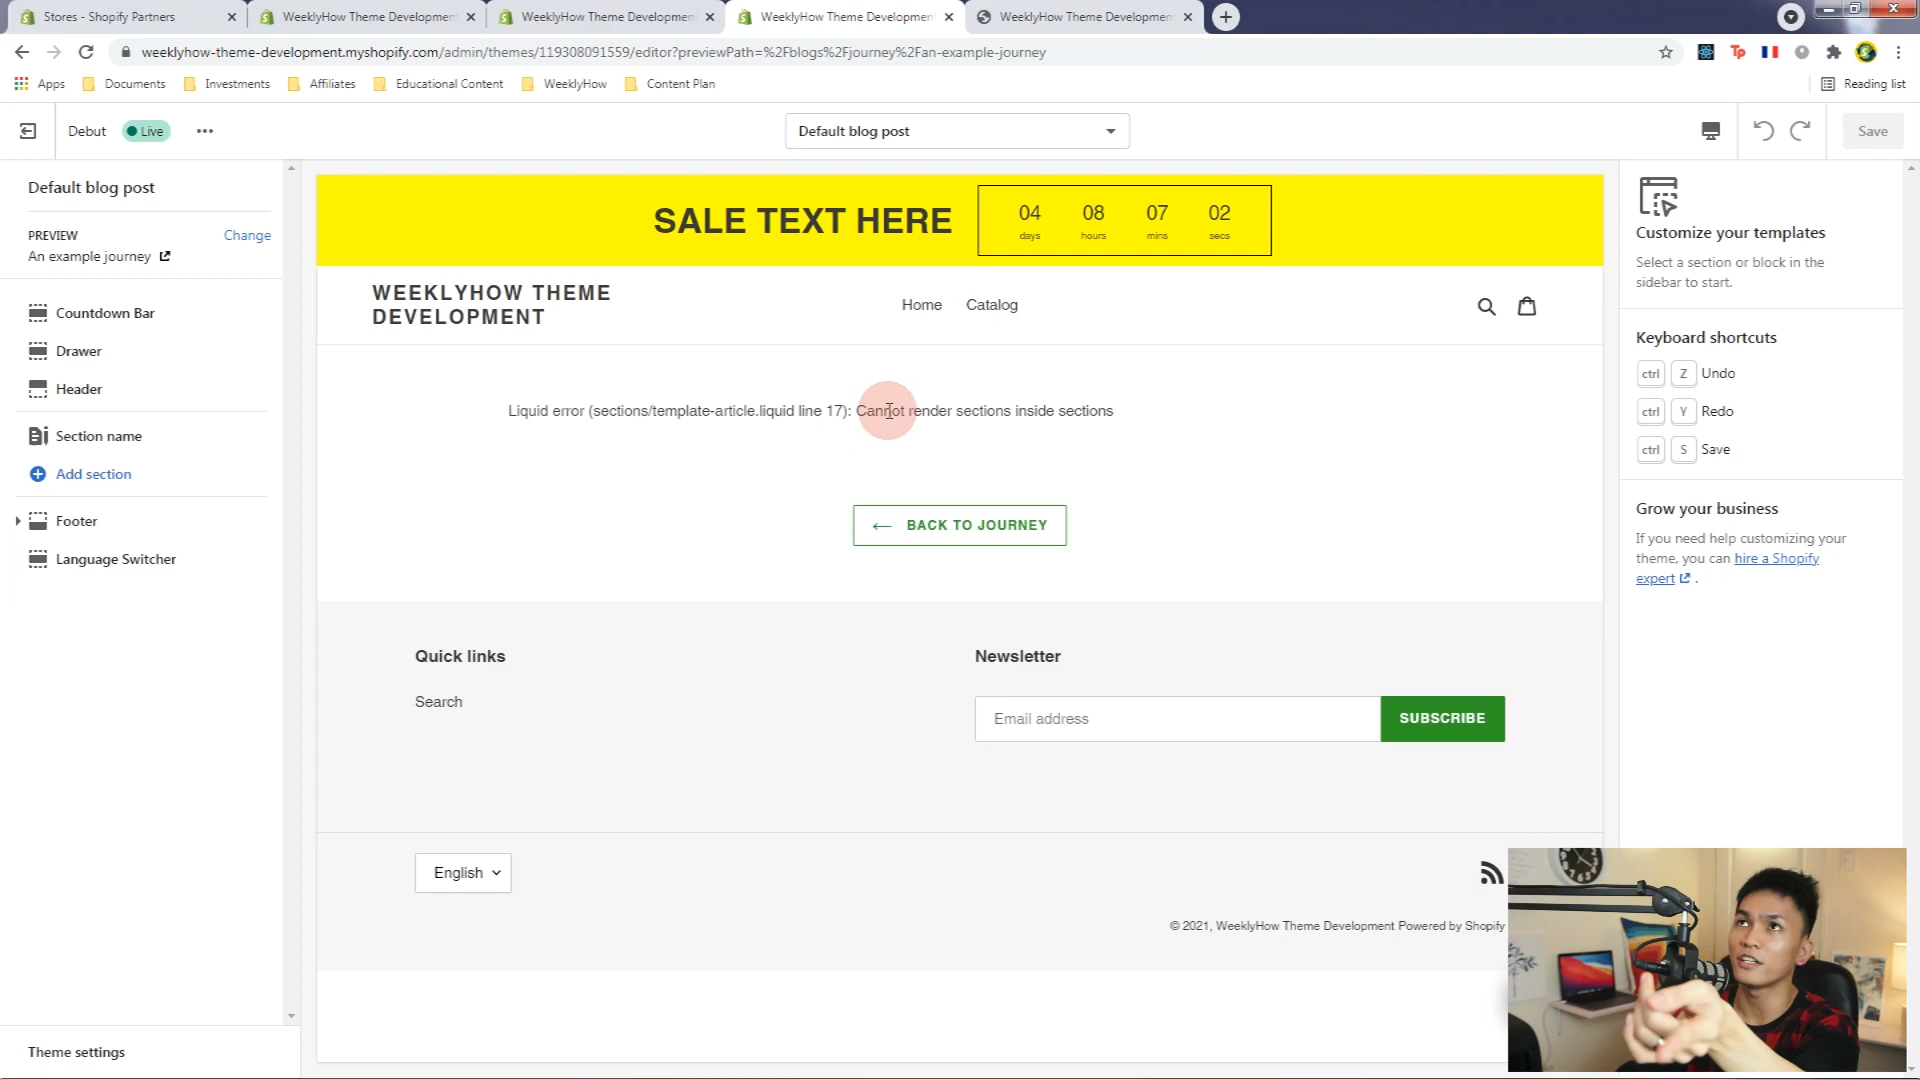 Stores - Shopify Partners
WeeklyHow Theme Development
WeeklyHow Theme Development
WeeklyHow Theme Development
WeeklyHow Theme Development
weeklyhow-theme-development.myshopify.com/admin/themes/119308091559/editor?previewPath=%2Fblogs%2Fjourney%2Fan-example-journey
Apps
Documents
Investments
Affiliates
Educational Content
WeeklyHow
Content Plan
Reading list
Debut
Live
Default blog post
Save
Default blog post
PREVIEW
Change
An example journey
Countdown Bar
Drawer
Header
Section name
Add section
Footer
Language Switcher
Theme settings
SALE TEXT HERE
04 08 07 02
days hours mins secs
WEEKLYHOW THEME
DEVELOPMENT
Home
Catalog
Liquid error (sections/template-article.liquid line 17): Cannot render sections inside sections
BACK TO JOURNEY
Quick links
Search
Newsletter
Email address
SUBSCRIBE
English
© 2021, WeeklyHow Theme Development Powered by Shopify
Customize your templates
Select a section or block in the
sidebar to start.
Keyboard shortcuts
ctrl Z Undo
ctrl Y Redo
ctrl S Save
Grow your business
If you need help customizing your
theme, you can hire a Shopify
expert .